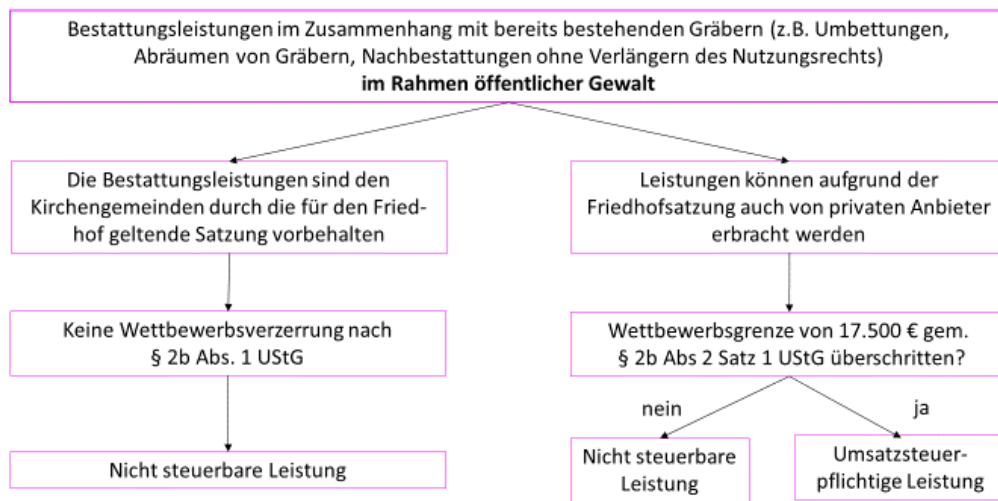 Bestattungsleistungen im Zusammenhang mit bereits bestehenden Gräbern (z.B. Umbettungen,
Abräumen von Gräbern, Nachbestattungen ohne Verlängern des Nutzungsrechts)
im Rahmen öffentlicher Gewalt
Die Bestattungsleistungen sind den
Kirchengemeinden durch die für den Fried-
hof geltende Satzung vorbehalten
Leistungen können aufgrund der
Friedhofsatzung auch von privaten Anbieter
erbracht werden
Keine Wettbewerbsverzerrung nach
§ 2b Abs. 1 UStG
Wettbewerbsgrenze von 17.500 € gem.
§ 2b Abs 2 Satz 1 UStG überschritten?
nein
ja
Nicht steuerbare Leistung
Nicht steuerbare
Leistung
Umsatzsteuer-
pflichtige Leistung